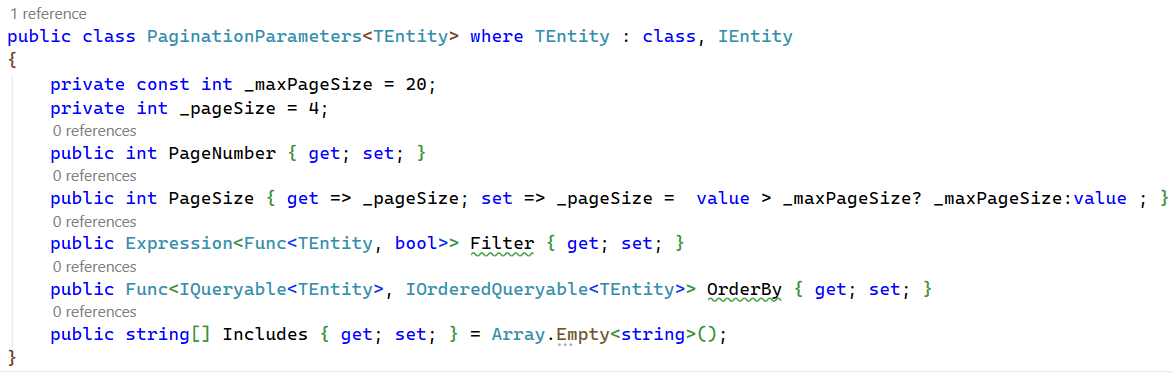 1 reference
public class PaginationParameters<TEntity> where TEntity : class, IEntity
{
    private const int _maxPageSize = 20;
    private int _pageSize = 4;
    0 references
    public int PageNumber { get; set; }
    0 references
    public int PageSize { get => _pageSize; set => _pageSize =  value > _maxPageSize? _maxPageSize:value ; }
    0 references
    public Expression<Func<TEntity, bool>> Filter { get; set; }
    0 references
    public Func<IQueryable<TEntity>, IOrderedQueryable<TEntity>> OrderBy { get; set; }
    0 references
    public string[] Includes { get; set; } = Array.Empty<string>();
}